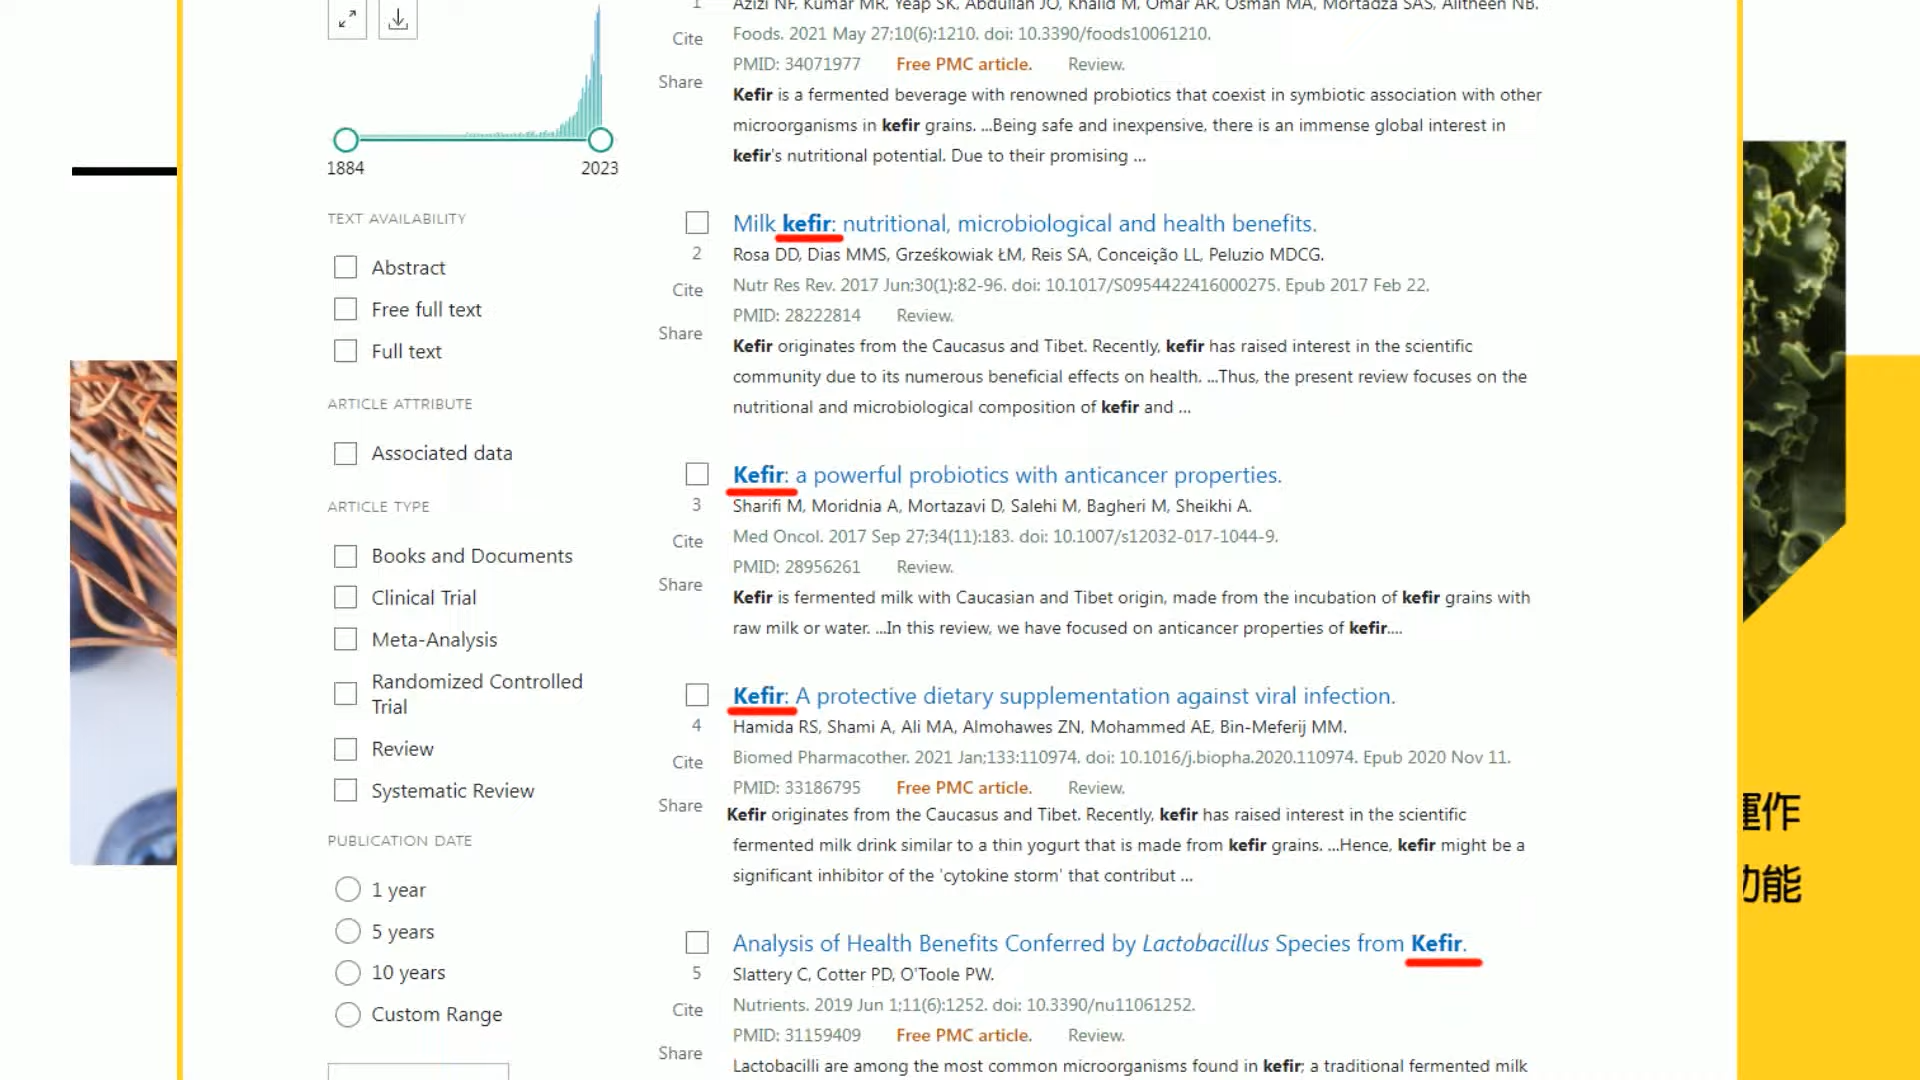 1884
2023
TEXT AVAILABILITY
Abstract
Free full text
Full text
ARTICLE ATTRIBUTE
Associated data
ARTICLE TYPE
Books and Documents
Clinical Trial
Meta-Analysis
Randomized Controlled
Trial
Review
Systematic Review
PUBLICATION DATE
1 year
5 years
10 years
Custom Range
1
Cite
Share
Azizi NF, Kumar MR, Yeap SK, Abdullah JO, Khalid M, Omar AR, Osman MA, Mortadza SAS, Alitheen NB.
Foods. 2021 May 27;10(6):1210. doi: 10.3390/foods10061210.
PMID: 34071977 Free PMC article. Review.
Kefir is a fermented beverage with renowned probiotics that coexist in symbiotic association with other
microorganisms in kefir grains. ...Being safe and inexpensive, there is an immense global interest in
kefir's nutritional potential. Due to their promising ...
2
Cite
Share
Milk kefir: nutritional, microbiological and health benefits.
Rosa DD, Dias MMS, Grześkowiak ŁM, Reis SA, Conceição LL, Peluzio MDCG.
Nutr Res Rev. 2017 Jun;30(1):82-96. doi: 10.1017/S0954422416000275. Epub 2017 Feb 22.
PMID: 28222814 Review.
Kefir originates from the Caucasus and Tibet. Recently, kefir has raised interest in the scientific
community due to its numerous beneficial effects on health. ...Thus, the present review focuses on the
nutritional and microbiological composition of kefir and ...
3
Cite
Share
Kefir: a powerful probiotics with anticancer properties.
Sharifi M, Moridnia A, Mortazavi D, Salehi M, Bagheri M, Sheikhi A.
Med Oncol. 2017 Sep 27;34(11):183. doi: 10.1007/s12032-017-1044-9.
PMID: 28956261 Review.
Kefir is fermented milk with Caucasian and Tibet origin, made from the incubation of kefir grains with
raw milk or water. ...In this review, we have focused on anticancer properties of kefir....
4
Cite
Share
Kefir: A protective dietary supplementation against viral infection.
Hamida RS, Shami A, Ali MA, Almohawes ZN, Mohammed AE, Bin-Meferij MM.
Biomed Pharmacother. 2021 Jan;133:110974. doi: 10.1016/j.biopha.2020.110974. Epub 2020 Nov 11.
PMID: 33186795 Free PMC article. Review.
Kefir originates from the Caucasus and Tibet. Recently, kefir has raised interest in the scientific
fermented milk drink similar to a thin yogurt that is made from kefir grains. ...Hence, kefir might be a
significant inhibitor of the 'cytokine storm' that contribut ...
5
Cite
Share
Analysis of Health Benefits Conferred by Lactobacillus Species from Kefir.
Slattery C, Cotter PD, O'Toole PW.
Nutrients. 2019 Jun 1;11(6):1252. doi: 10.3390/nu11061252.
PMID: 31159409 Free PMC article. Review.
Lactobacilli are among the most common microorganisms found in kefir; a traditional fermented milk
運作
功能